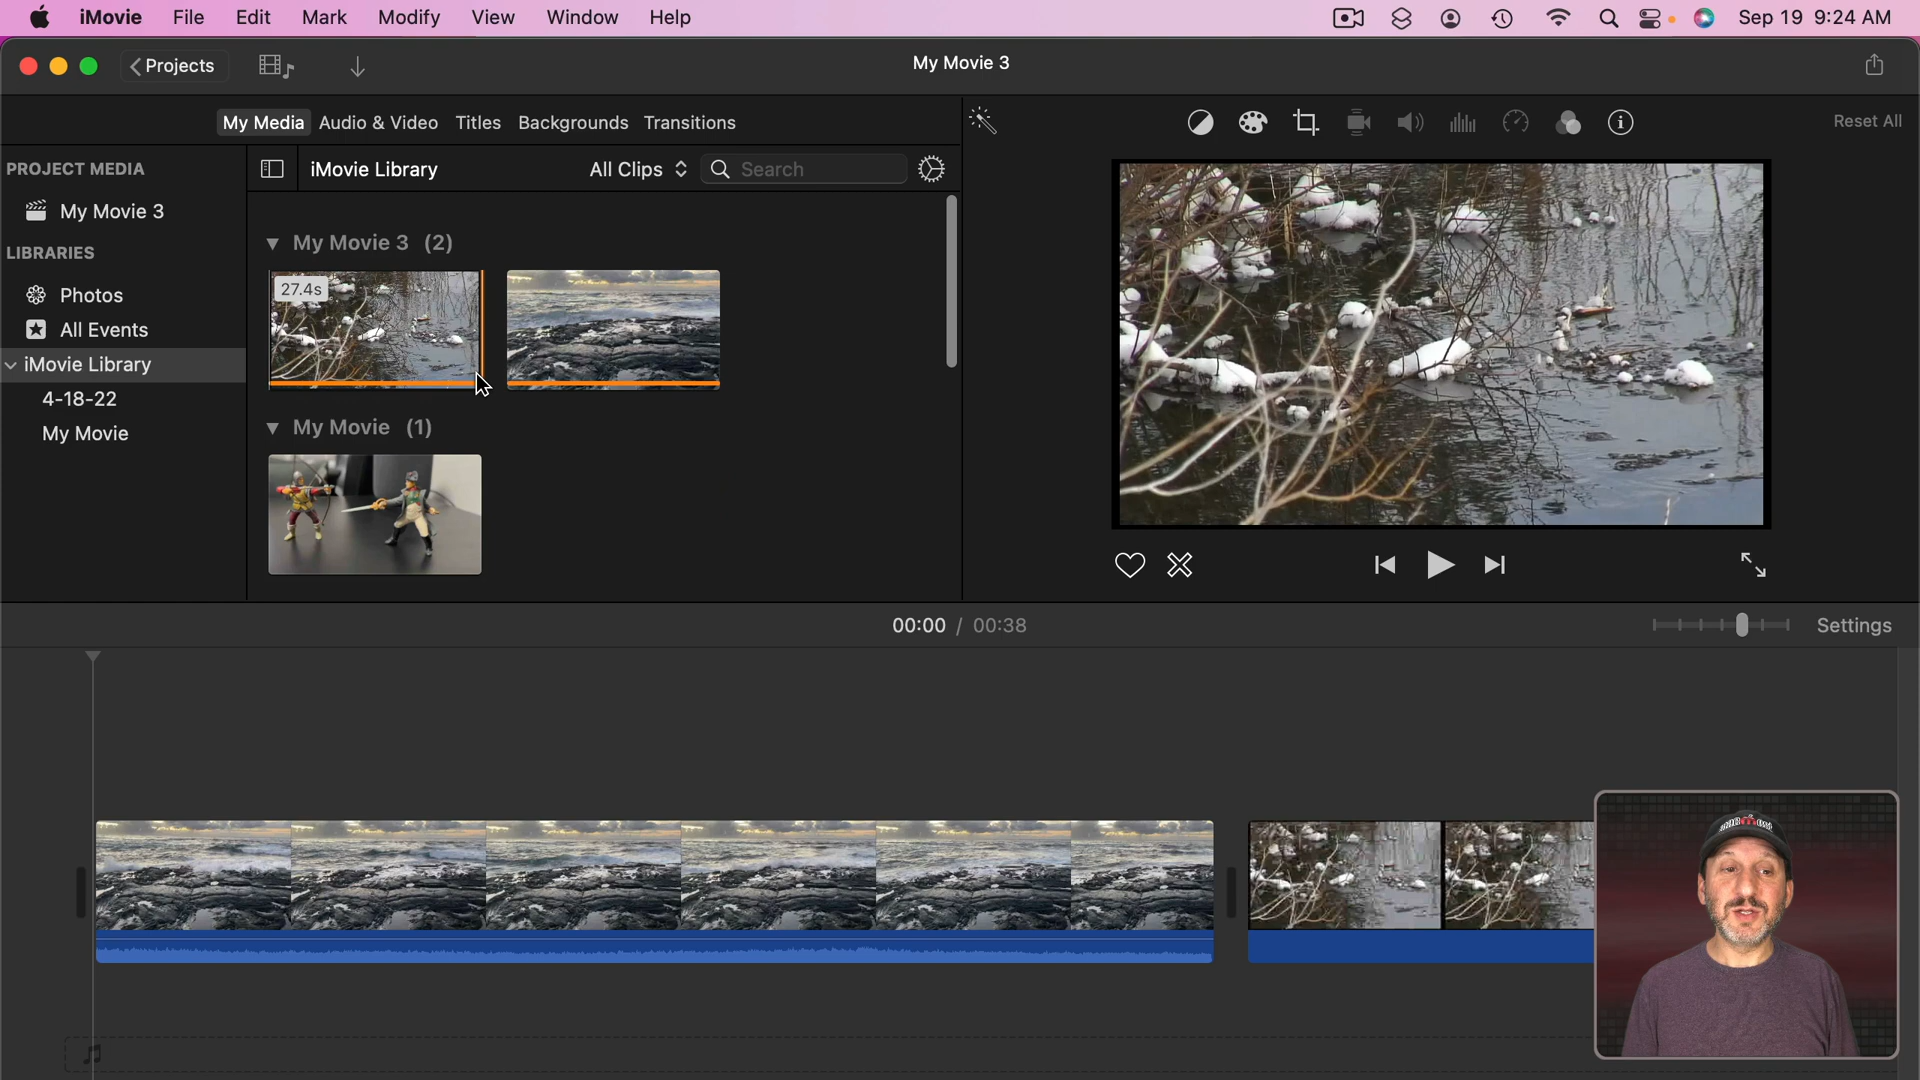 iMovie File Edit Mark Modify View Window Help Sep 19 9:24 AM
Projects My Movie 3
My Media Audio & Video Titles Backgrounds Transitions Reset All
PROJECT MEDIA
My Movie 3
LIBRARIES
Photos
All Events
iMovie Library
4-18-22
My Movie
iMovie Library All Clips Search
My Movie 3 (2)
27.4s
My Movie (1)
00:00 / 00:38 Settings